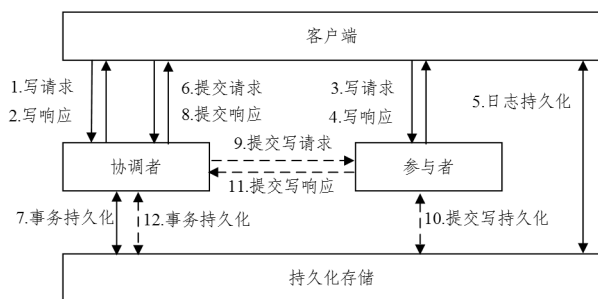 客户端
1.写请求
2.写响应
6.提交请求
8.提交响应
3.写请求
4.写响应
5.日志持久化
9.提交写请求
协调者
参与者
11.提交写响应
7.事务持久化
12.事务持久化
10.提交写持久化
持久化存储